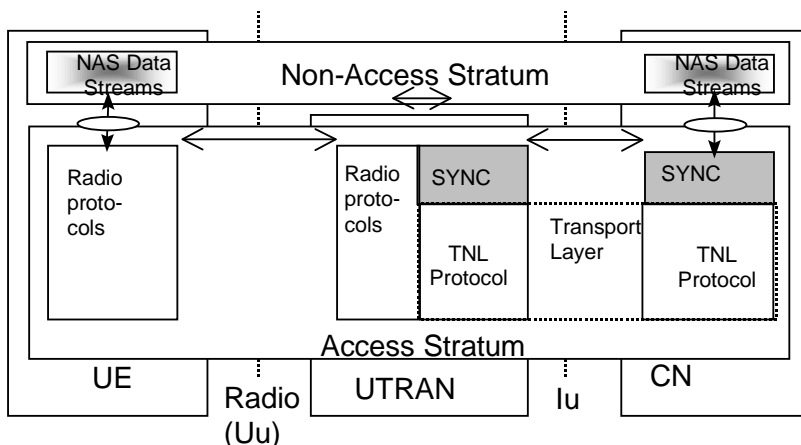 NAS Data
Streams
Non-Access Stratum
NAS Data
Streams
Radio
proto-
cols
Radio
proto-
cols
SYNC
TNL
Protocol
Transport
Layer
SYNC
TNL
Protocol
Access Stratum
UE
Radio
(Uu)
UTRAN
Iu
CN